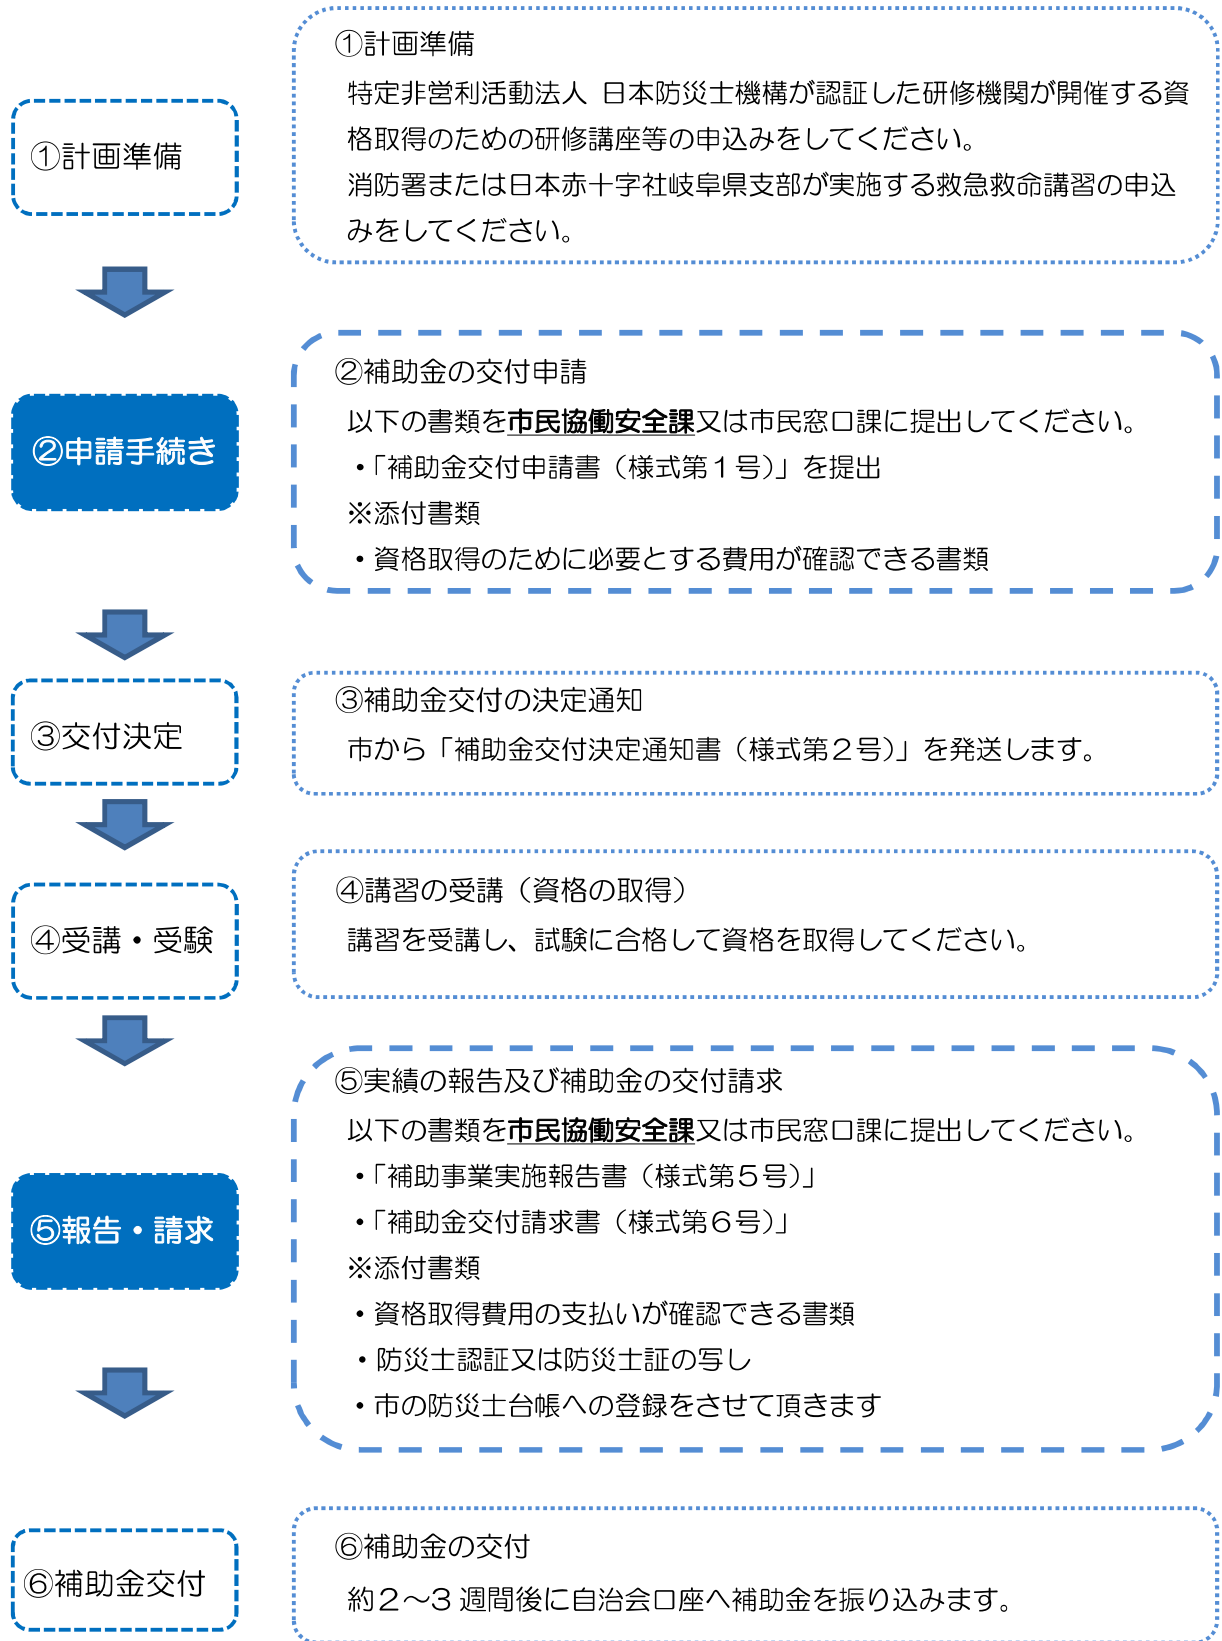 ①計画準備
①計画準備
特定非営利活動法人 日本防災士機構が認証した研修機関が開催する資
格取得のための研修講座等の申込みをしてください。
消防署または日本赤十字社岐阜県支部が実施する救急救命講習の申込
みをしてください。
②申請手続き
②補助金の交付申請
以下の書類を市民協働安全課又は市民窓口課に提出してください。
・「補助金交付申請書（様式第１号）」を提出
※添付書類
・資格取得のために必要とする費用が確認できる書類
③交付決定
③補助金交付の決定通知
市から「補助金交付決定通知書（様式第２号）」を発送します。
④受講・受験
④講習の受講（資格の取得）
講習を受講し、試験に合格して資格を取得してください。
⑤報告・請求
⑤実績の報告及び補助金の交付請求
以下の書類を市民協働安全課又は市民窓口課に提出してください。
・「補助事業実施報告書（様式第５号）」
・「補助金交付請求書（様式第６号）」
※添付書類
・資格取得費用の支払いが確認できる書類
・防災士認証又は防災士証の写し
・市の防災士台帳への登録をさせて頂きます
⑥補助金交付
⑥補助金の交付
約２～３週間後に自治会口座へ補助金を振り込みます。